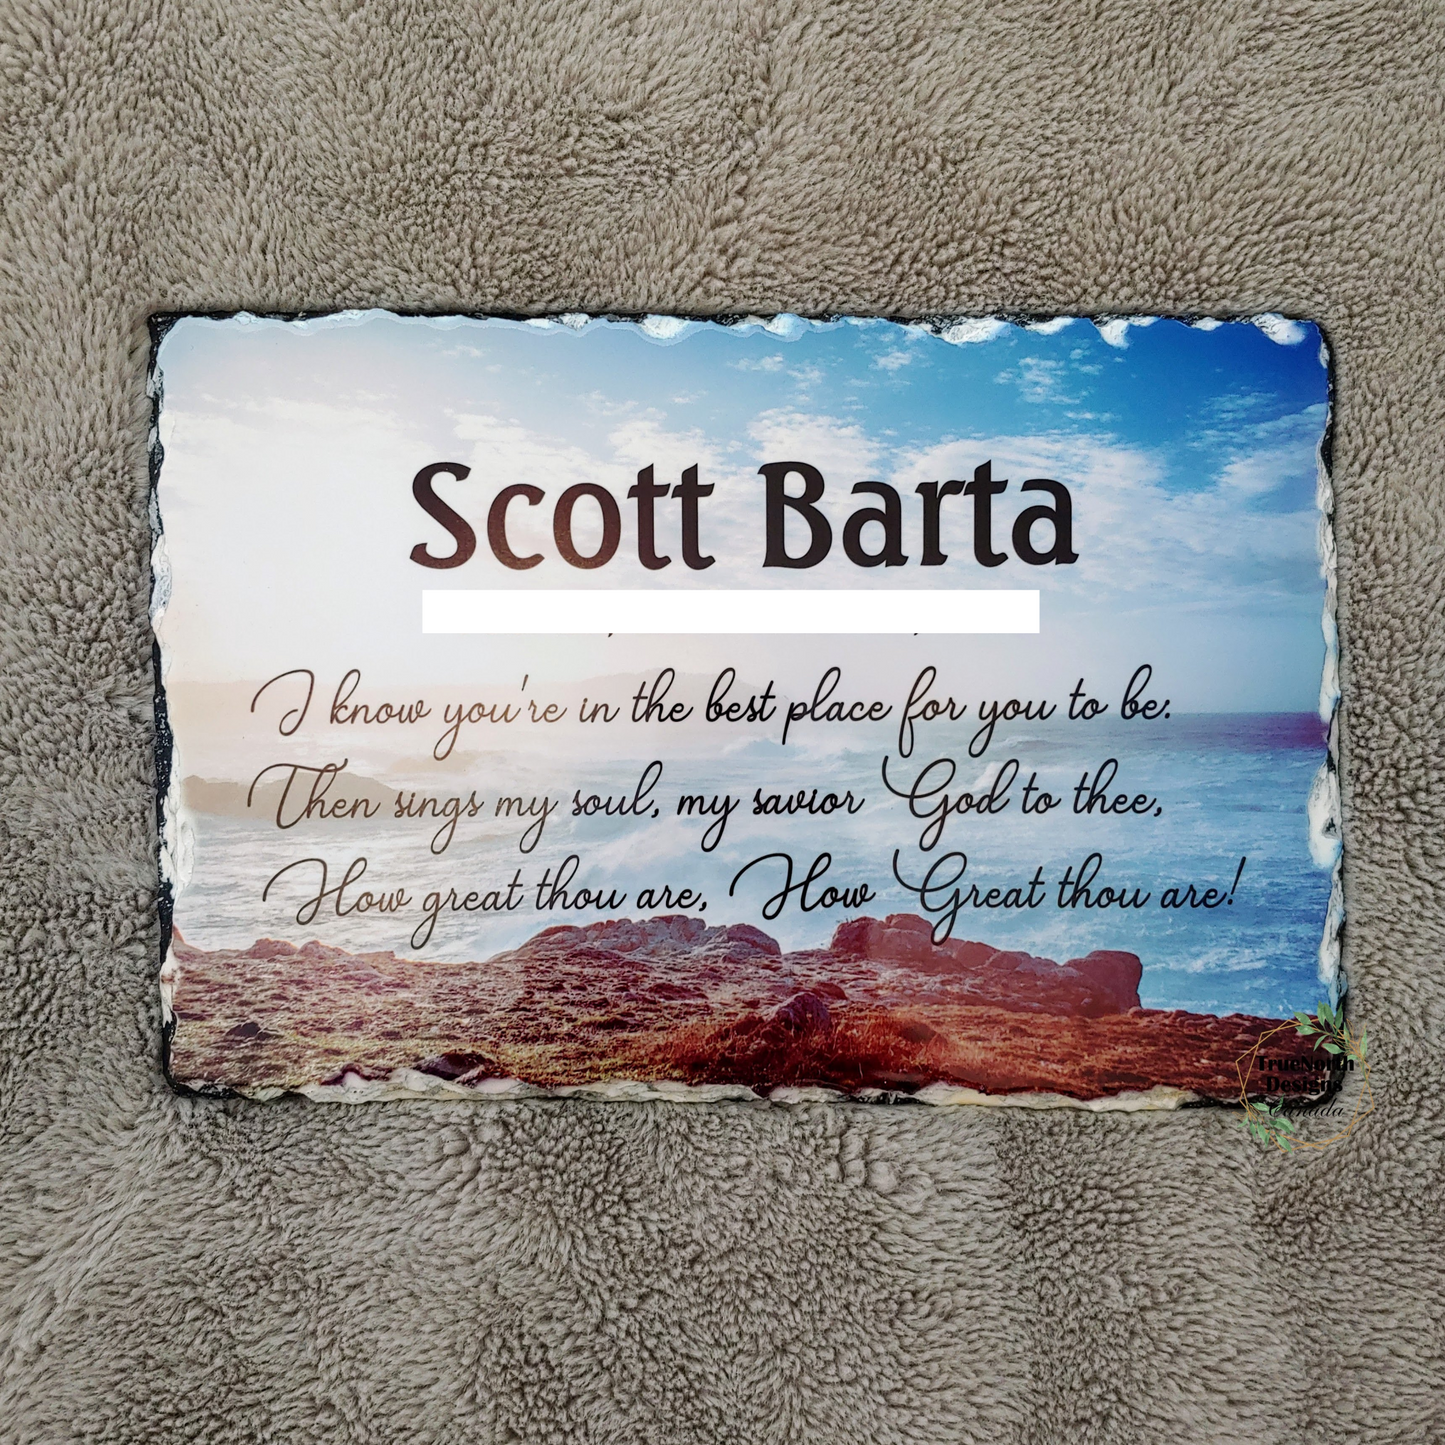 Scott Barta
I know you're in the best place for you to be:
Then sings my soul, my savior God to thee,
How great thou are, How Great thou are!
TrueNorth
Designs
Canada